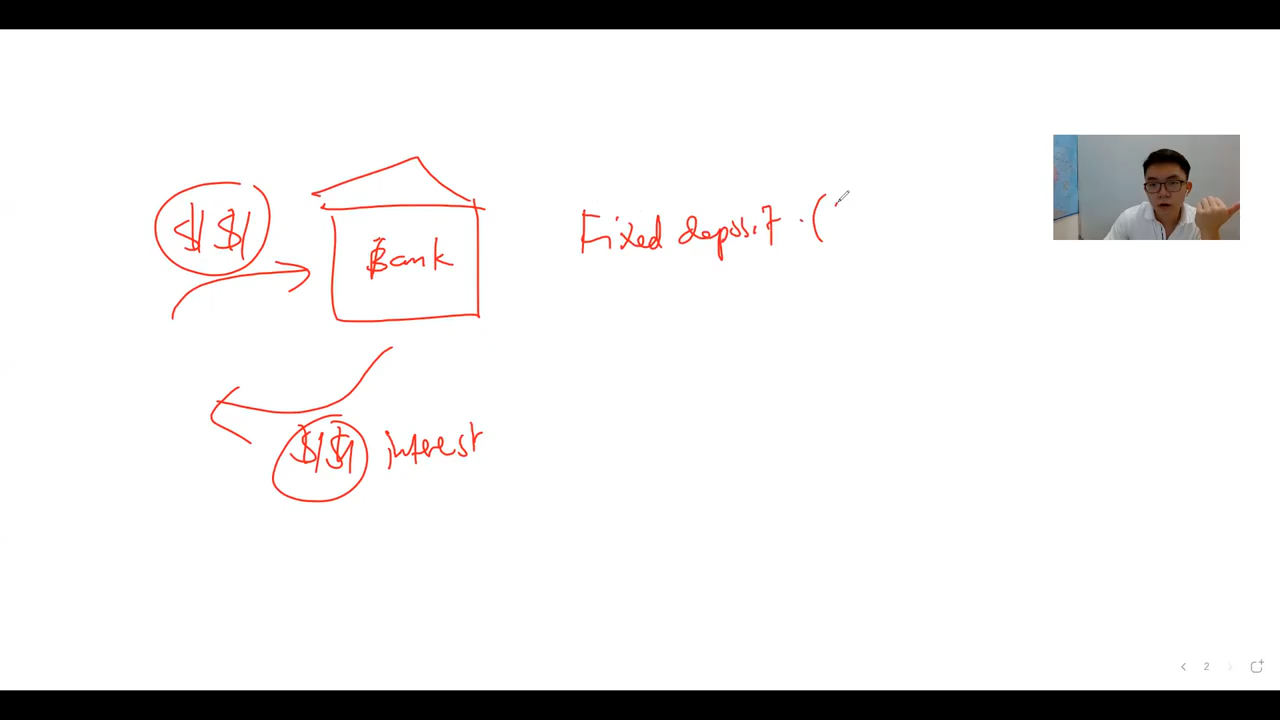 $ $
Bank
Fixed deposit . (
$ $ interest
2